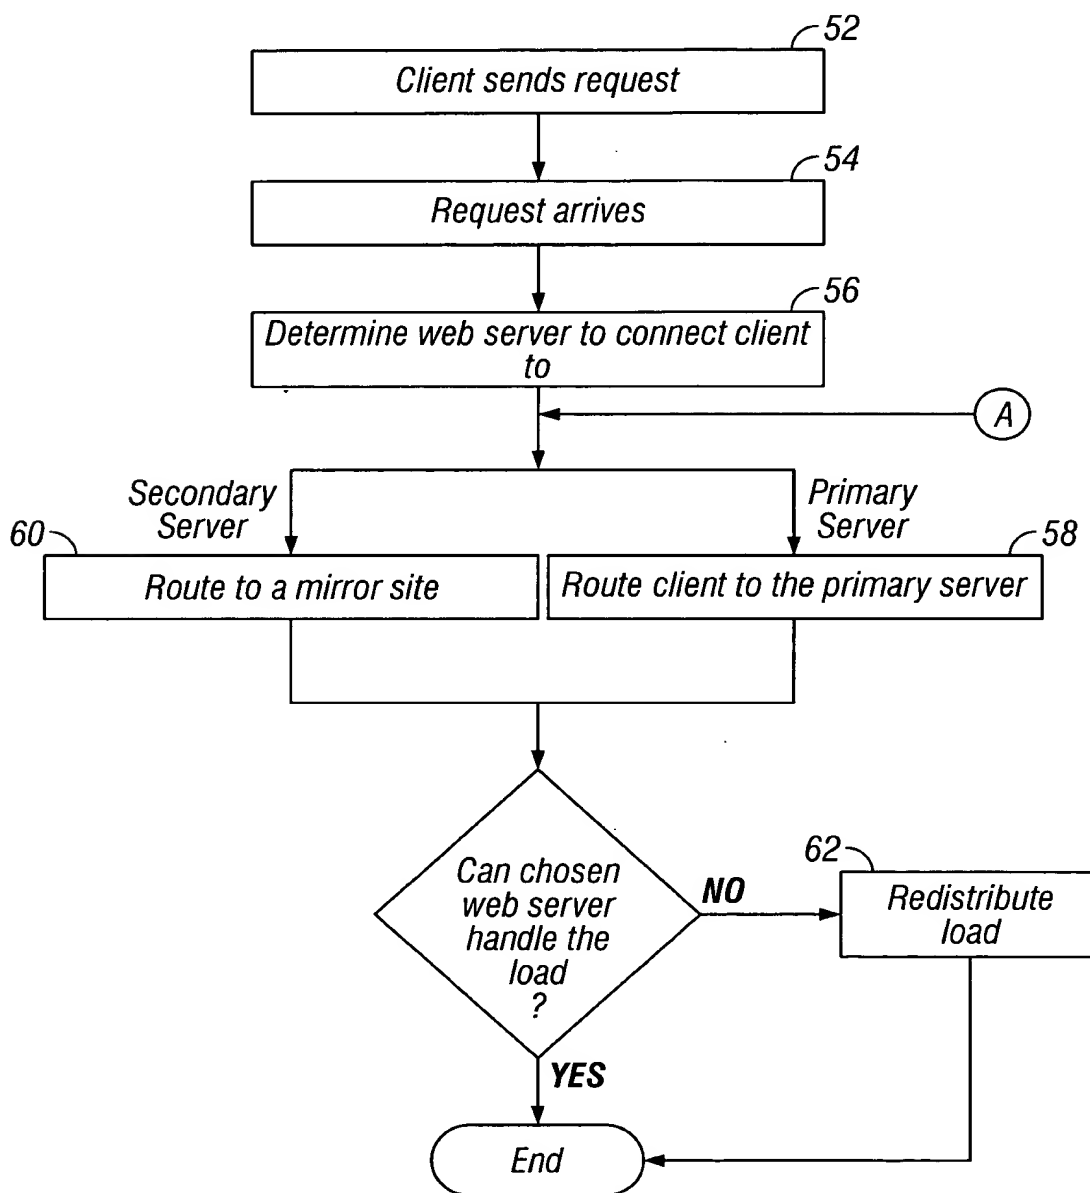 52
Client sends request
54
Request arrives
56
Determine web server to connect client
to
A
Secondary
Server
Primary
Server
60
58
Route to a mirror site
Route client to the primary server
62
Can chosen
web server
handle the
load
?
NO
Redistribute
load
YES
End